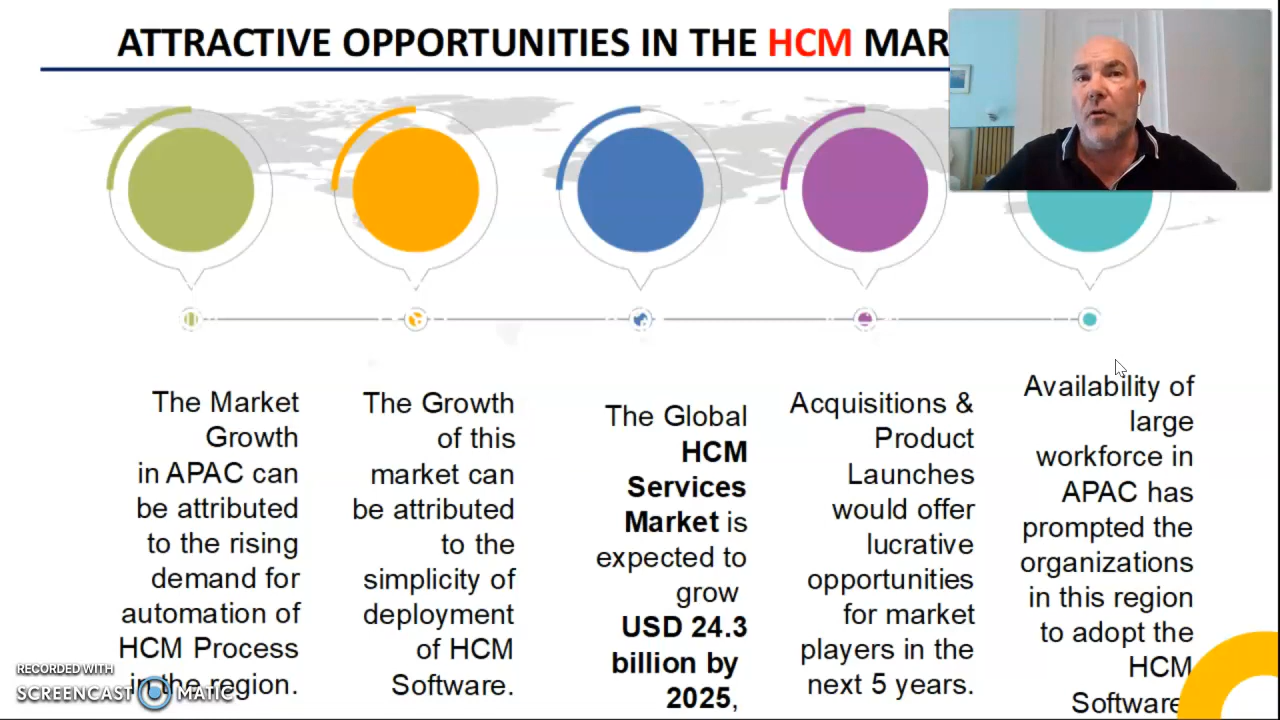 ATTRACTIVE OPPORTUNITIES IN THE HCM MAR
The Market
Growth
in APAC can
be attributed
to the rising
demand for
automation of
HCM Process
in the region.
The Growth
of this
market can
be attributed
to the
simplicity of
deployment
of HCM
Software.
The Global
HCM
Services
Market is
expected to
grow
USD 24.3
billion by
2025,
Acquisitions &
Product
Launches
would offer
lucrative
opportunities
for market
players in the
next 5 years.
Availability of
large
workforce in
APAC has
prompted the
organizations
in this region
to adopt the
HCM
Software
RECORDED WITH
SCREENCAST MATIC